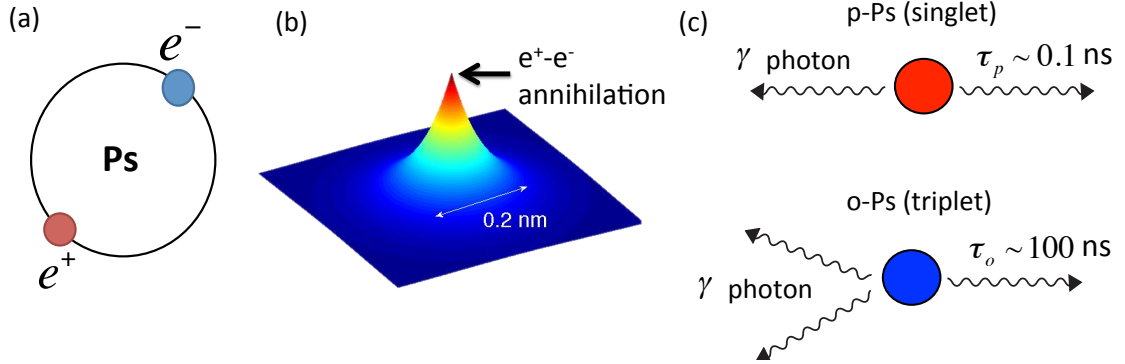 (a)
e⁻
Ps
e⁺
(b)
e⁺-e⁻
annihilation
0.2 nm
(c)
p-Ps (singlet)
γ photon
τₚ ~ 0.1 ns
o-Ps (triplet)
γ photon
τₒ ~ 100 ns